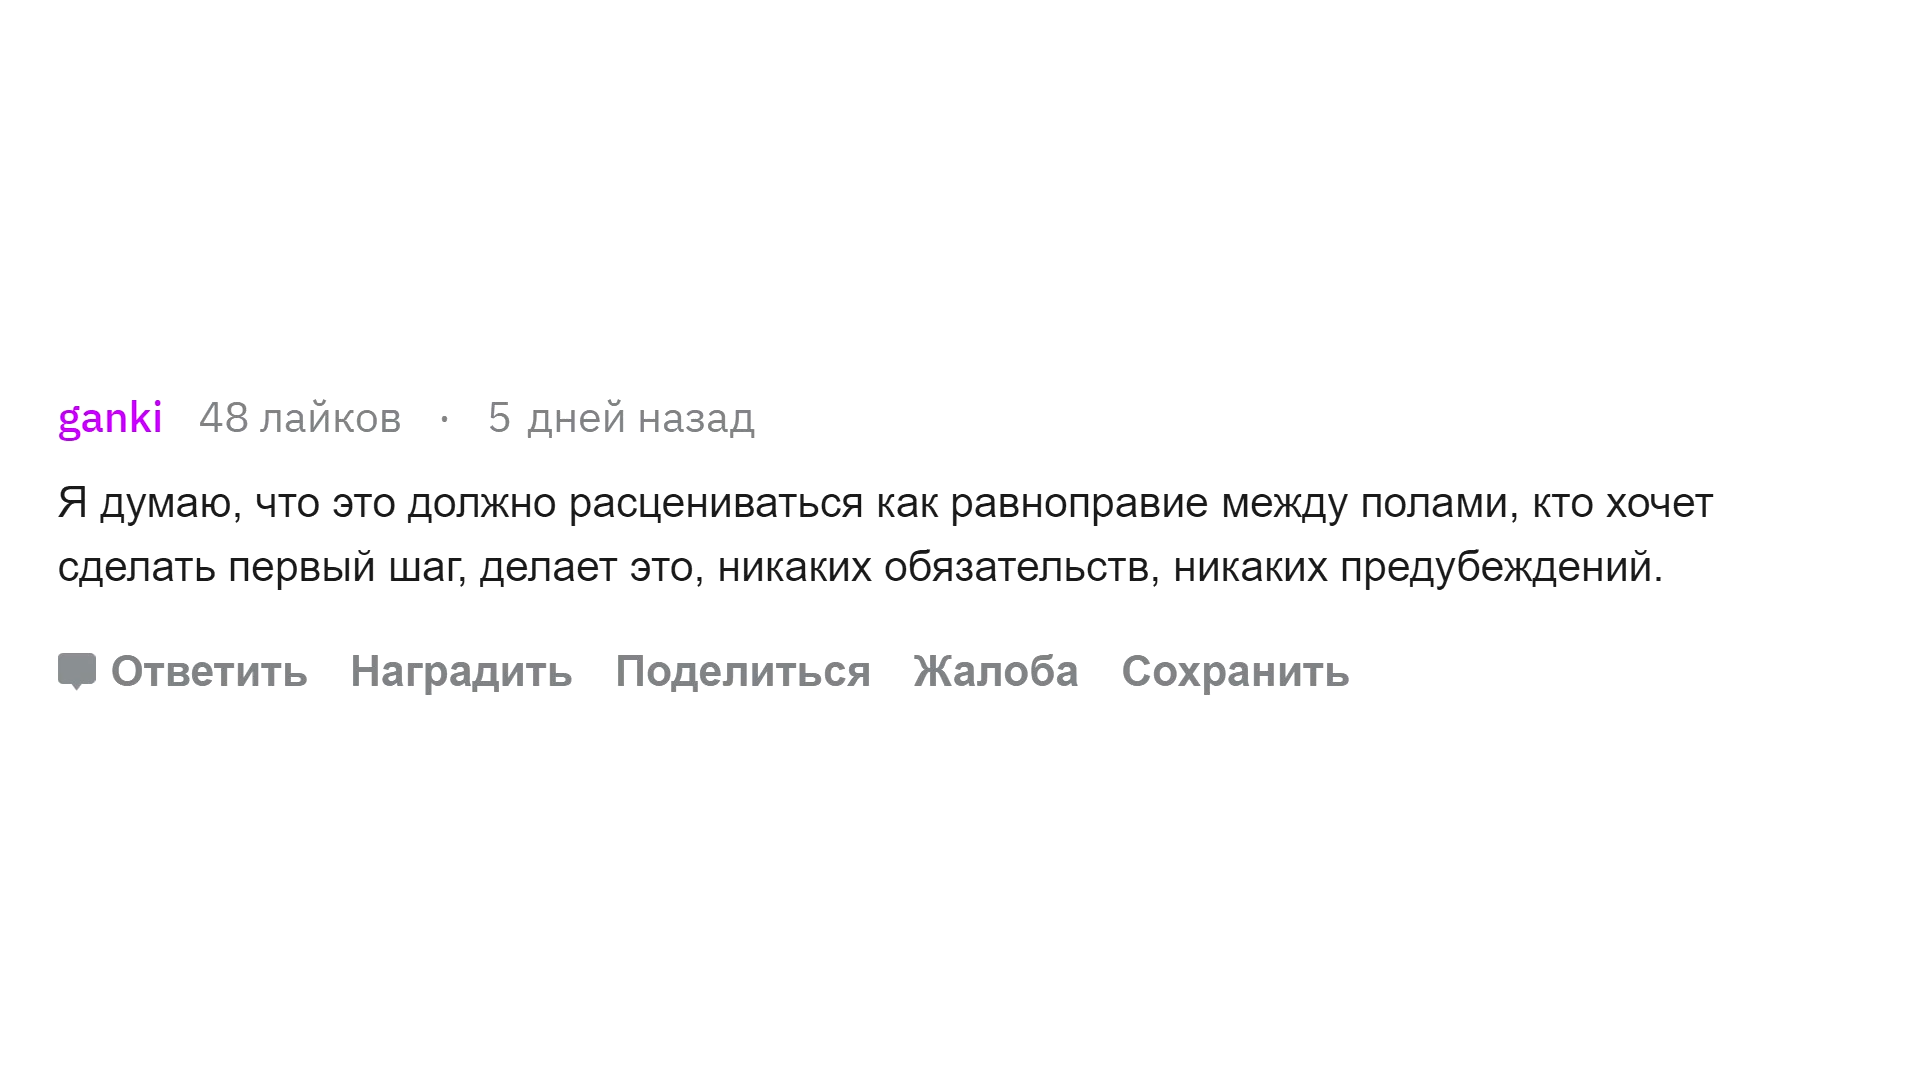 ganki 48 лайков · 5 дней назад
Я думаю, что это должно расцениваться как равноправие между полами, кто хочет
сделать первый шаг, делает это, никаких обязательств, никаких предубеждений.
Ответить Наградить Поделиться Жалоба Сохранить